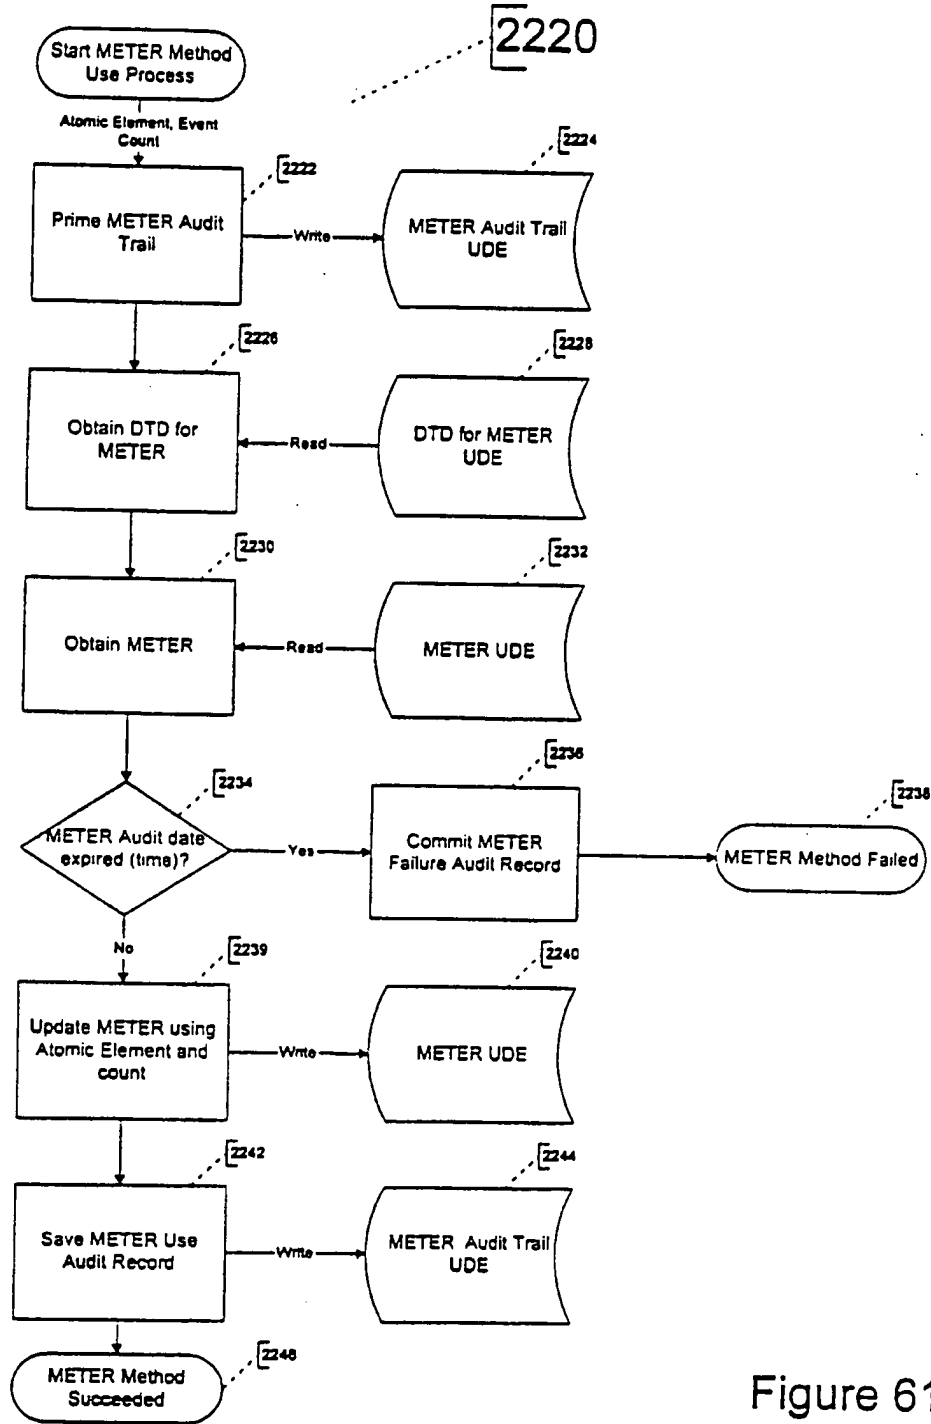 2220
Start METER Method
Use Process
Atomic Element, Event
Count
2222
2224
Prime METER Audit
Trail
Write
METER Audit Trail
UDE
2226
2228
Obtain DTD for
METER
Read
DTD for METER
UDE
2230
2232
Obtain METER
Read
METER UDE
2234
2236
2238
METER Audit date
expired (time)?
Yes
Commit METER
Failure Audit Record
METER Method Failed
No
2239
2240
Update METER using
Atomic Element and
count
Write
METER UDE
2242
2244
Save METER Use
Audit Record
Write
METER Audit Trail
UDE
2246
METER Method
Succeeded
Figure 61